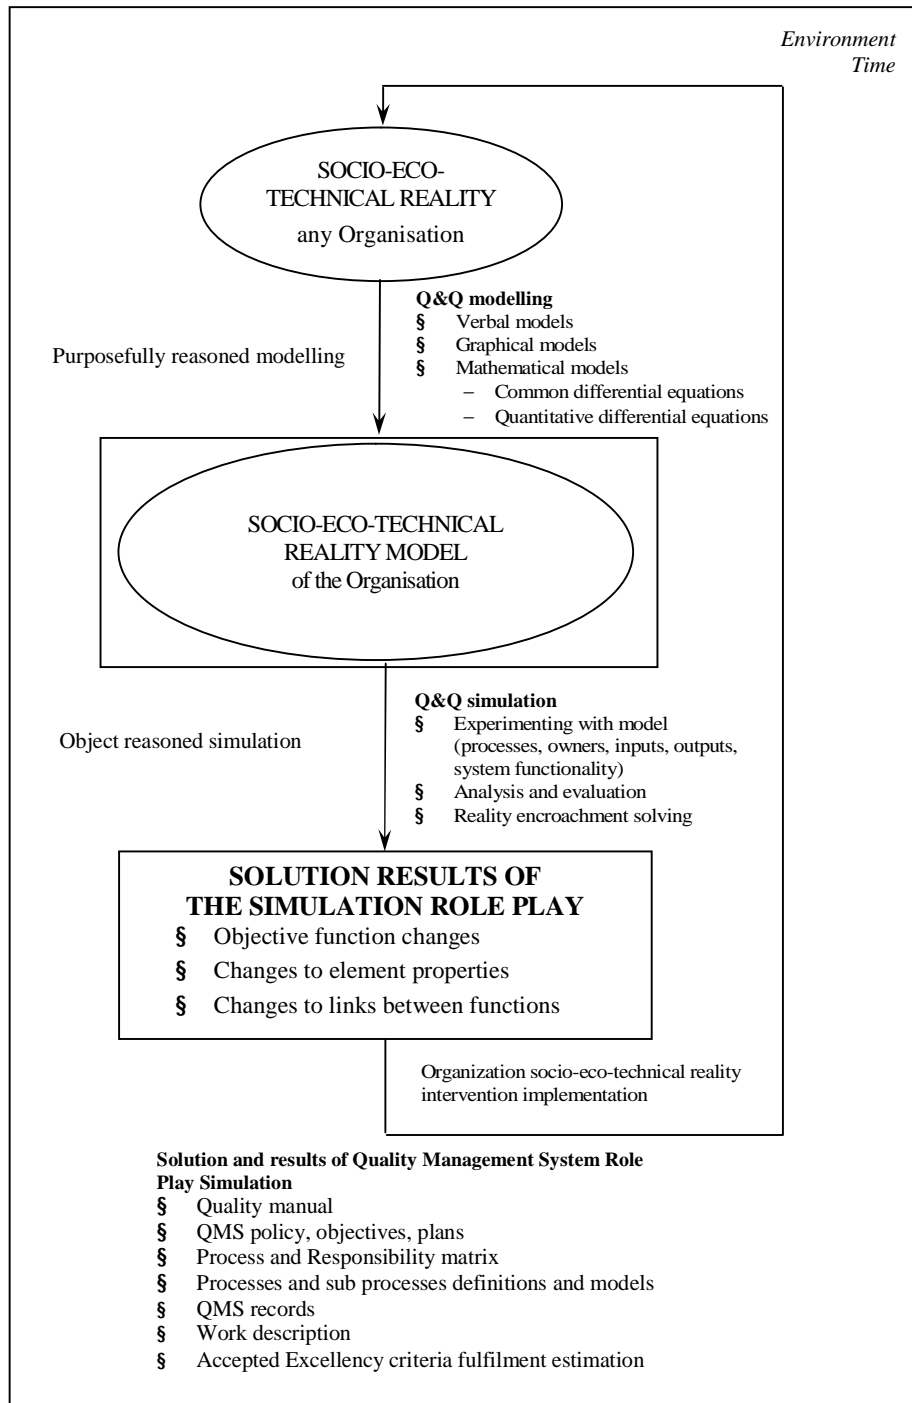 Environment
Time
SOCIO-ECO-
TECHNICAL REALITY
any Organisation
Q&Q modelling
§ Verbal models
§ Graphical models
§ Mathematical models
– Common differential equations
– Quantitative differential equations
Purposefully reasoned modelling
SOCIO-ECO-TECHNICAL
REALITY MODEL
of the Organisation
Q&Q simulation
§ Experimenting with model
(processes, owners, inputs, outputs,
system functionality)
§ Analysis and evaluation
§ Reality encroachment solving
Object reasoned simulation
SOLUTION RESULTS OF
THE SIMULATION ROLE PLAY
§ Objective function changes
§ Changes to element properties
§ Changes to links between functions
Organization socio-eco-technical reality
intervention implementation
Solution and results of Quality Management System Role
Play Simulation
§ Quality manual
§ QMS policy, objectives, plans
§ Process and Responsibility matrix
§ Processes and sub processes definitions and models
§ QMS records
§ Work description
§ Accepted Excellency criteria fulfilment estimation